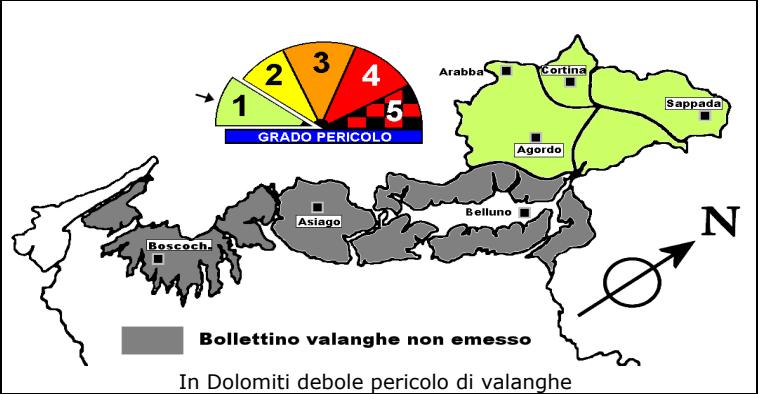 1
2
3
4
5
GRADO PERICOLO
Arabba
Cortina
Sappada
Agordo
Belluno
Asiago
Boscoch.
N
Bollettino valanghe non emesso
In Dolomiti debole pericolo di valanghe